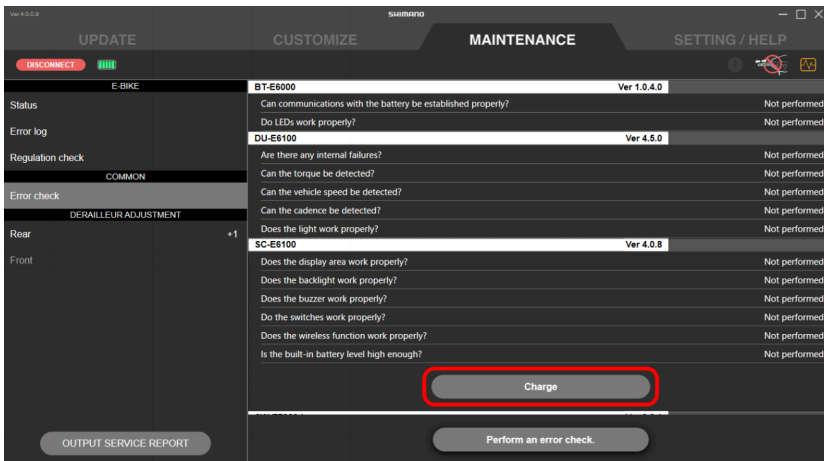 Ver 4.0.0.9
SHIMANO
UPDATE
CUSTOMIZE
MAINTENANCE
SETTING / HELP
DISCONNECT
E-BIKE
Status
Error log
Regulation check
COMMON
Error check
DERAILLEUR ADJUSTMENT
Rear +1
Front
OUTPUT SERVICE REPORT
BT-E6000 Ver 1.0.4.0
Can communications with the battery be established properly? Not performed
Do LEDs work properly? Not performed
DU-E6100 Ver 4.5.0
Are there any internal failures? Not performed
Can the torque be detected? Not performed
Can the vehicle speed be detected? Not performed
Can the cadence be detected? Not performed
Does the light work properly? Not performed
SC-E6100 Ver 4.0.8
Does the display area work properly? Not performed
Does the backlight work properly? Not performed
Does the buzzer work properly? Not performed
Do the switches work properly? Not performed
Does the wireless function work properly? Not performed
Is the built-in battery level high enough? Not performed
Charge
Perform an error check.